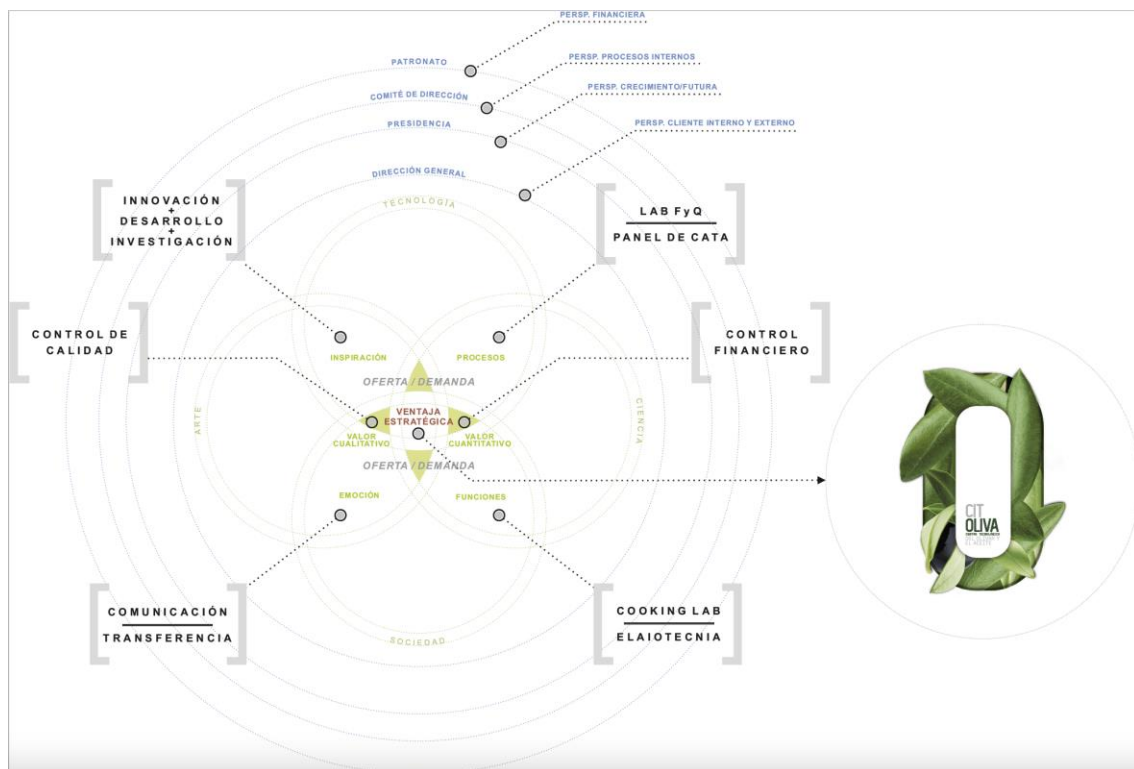 PERSP. FINANCIERA
PATRONATO
PERSP. PROCESOS INTERNOS
COMITÉ DE DIRECCIÓN
PERSP. CRECIMIENTO/FUTURA
PRESIDENCIA
PERSP. CLIENTE INTERNO Y EXTERNO
DIRECCIÓN GENERAL
TECNOLOGÍA
INNOVACIÓN
+
DESARROLLO
+
INVESTIGACIÓN
LAB FyQ
PANEL DE CATA
CONTROL DE
CALIDAD
CONTROL
FINANCIERO
INSPIRACIÓN
PROCESOS
OFERTA / DEMANDA
ARTE
CIENCIA
VENTAJA
ESTRATÉGICA
VALOR
CUALITATIVO
VALOR
CUANTITATIVO
OFERTA / DEMANDA
EMOCIÓN
FUNCIONES
COMUNICACIÓN
TRANSFERENCIA
COOKING LAB
ELAIOTECNIA
SOCIEDAD
CIT
OLIVA
CENTRO TECNOLÓGICO